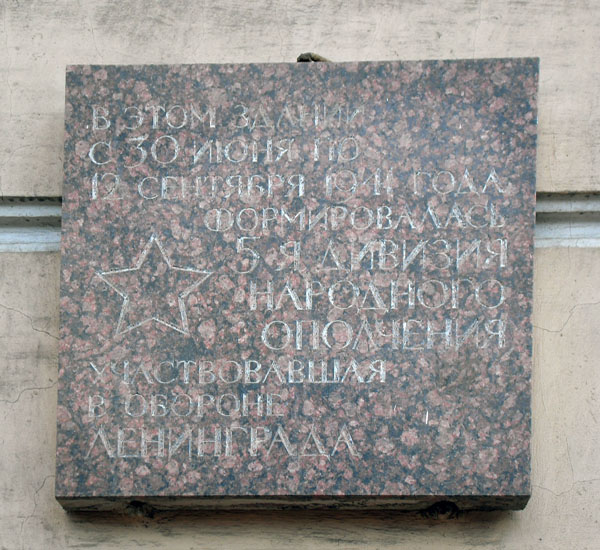 В ЭТОМ ЗДАНИИ
С 30 ИЮНЯ ПО
12 СЕНТЯБРЯ 1941 ГОДА
ФОРМИРОВАЛАСЬ
5 Я ДИВИЗИЯ
НАРОДНОГО
ОПОЛЧЕНИЯ
УЧАСТВОВАВШАЯ
В ОБОРОНЕ
ЛЕНИНГРАДА